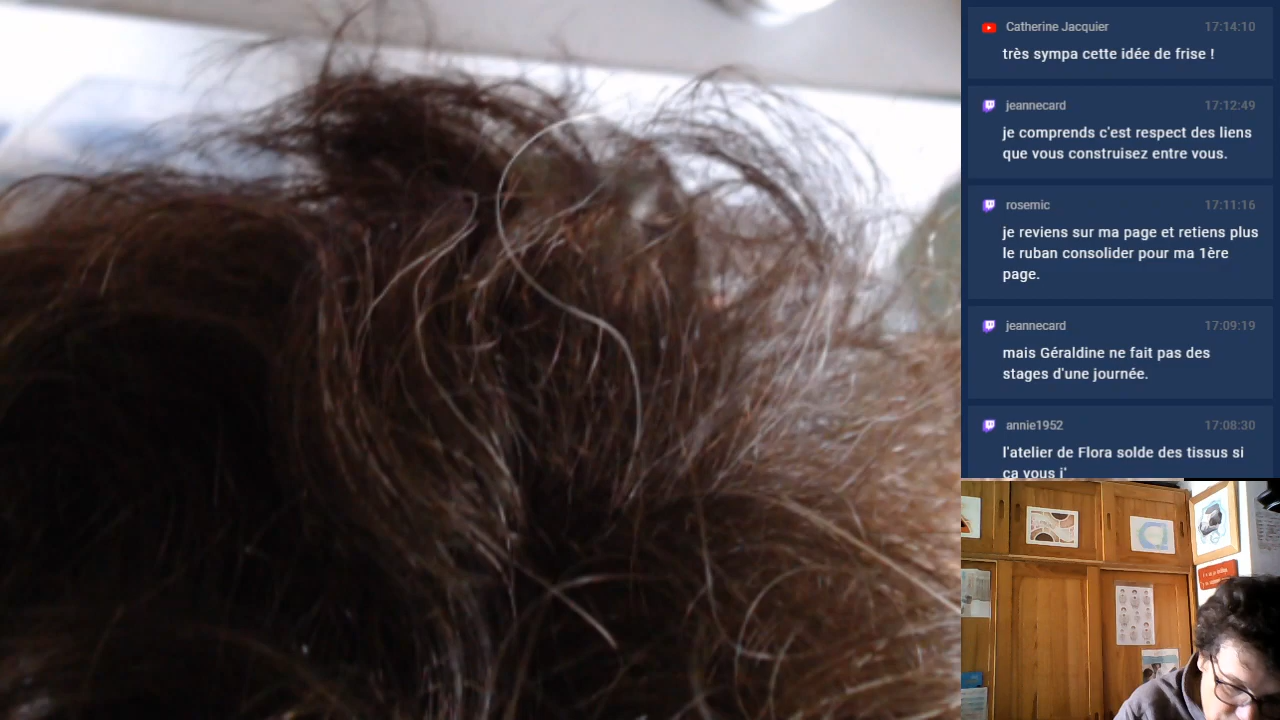 Catherine Jacquier 17:14:10
très sympa cette idée de frise !
jeannecard 17:12:49
je comprends c'est respect des liens
que vous construisez entre vous.
rosemic 17:11:16
je reviens sur ma page et retiens plus
le ruban consolider pour ma 1ère
page.
jeannecard 17:09:19
mais Géraldine ne fait pas des
stages d'une journée.
annie1952 17:08:30
l'atelier de Flora solde des tissus si
ça vous i'